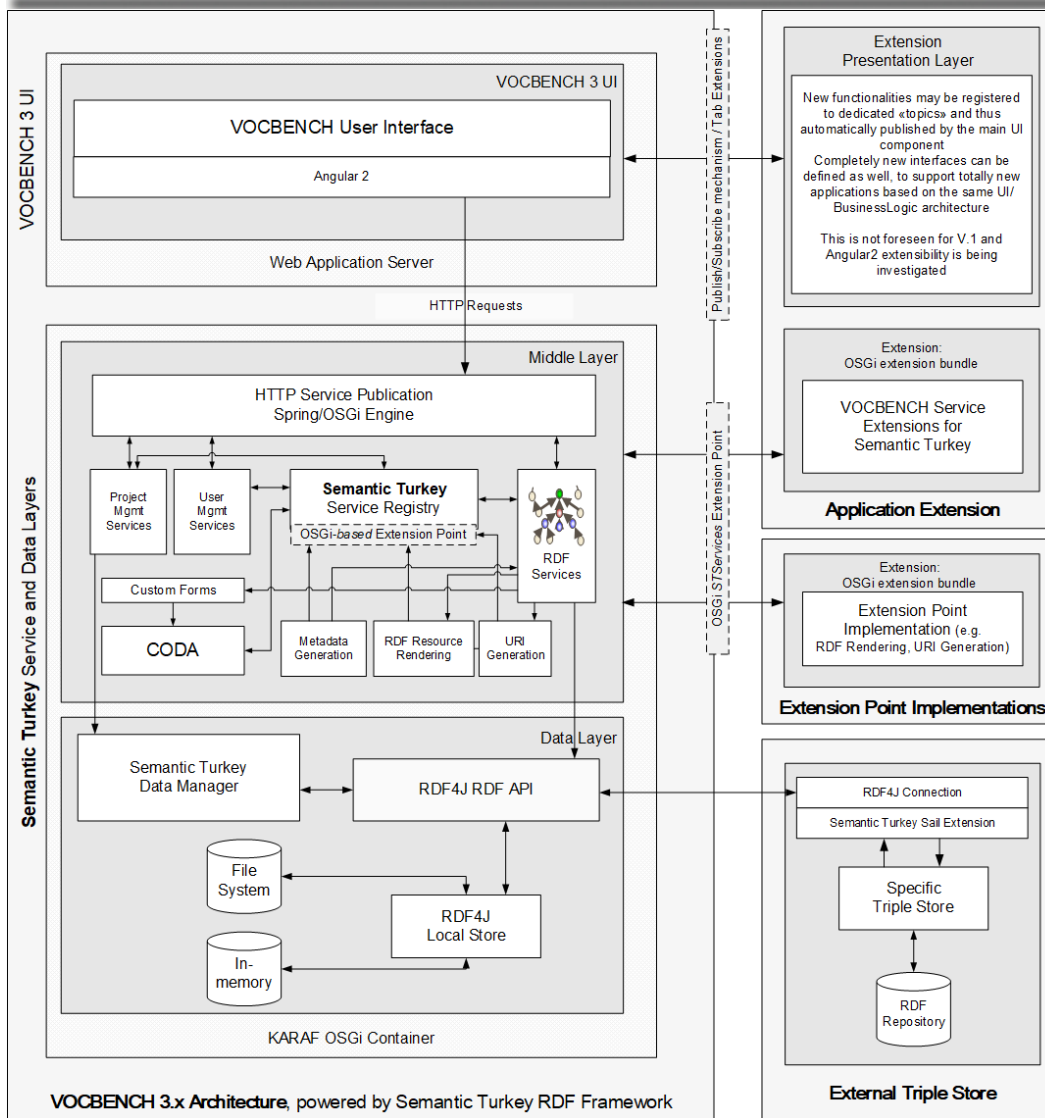 VOCBENCH 3 UI
VOCBENCH 3 UI
VOCBENCH User Interface
Angular 2
Web Application Server
HTTP Requests
Publish/Subscribe mechanism / Tab Extensions
Extension
Presentation Layer
New functionalities may be registered
to dedicated «topics» and thus
automatically published by the main UI
component
Completely new interfaces can be
defined as well, to support totally new
applications based on the same UI/
BusinessLogic architecture
This is not foreseen for V.1 and
Angular2 extensibility is being
investigated
Semantic Turkey Service and Data Layers
Middle Layer
HTTP Service Publication
Spring/OSGi Engine
Project
Mgmt
Services
User
Mgmt
Services
Semantic Turkey
Service Registry
OSGi-based Extension Point
RDF
Services
Custom Forms
CODA
Metadata
Generation
RDF Resource
Rendering
URI
Generation
OSGi STServices Extension Point
Extension:
OSGi extension bundle
VOCBENCH Service
Extensions for
Semantic Turkey
Application Extension
Extension:
OSGi extension bundle
Extension Point
Implementation (e.g.
RDF Rendering, URI Generation)
Extension Point Implementations
Data Layer
Semantic Turkey
Data Manager
RDF4J RDF API
File
System
RDF4J
Local Store
In-
memory
KARAF OSGi Container
RDF4J Connection
Semantic Turkey Sail Extension
Specific
Triple Store
RDF
Repository
External Triple Store
VOCBENCH 3.x Architecture, powered by Semantic Turkey RDF Framework